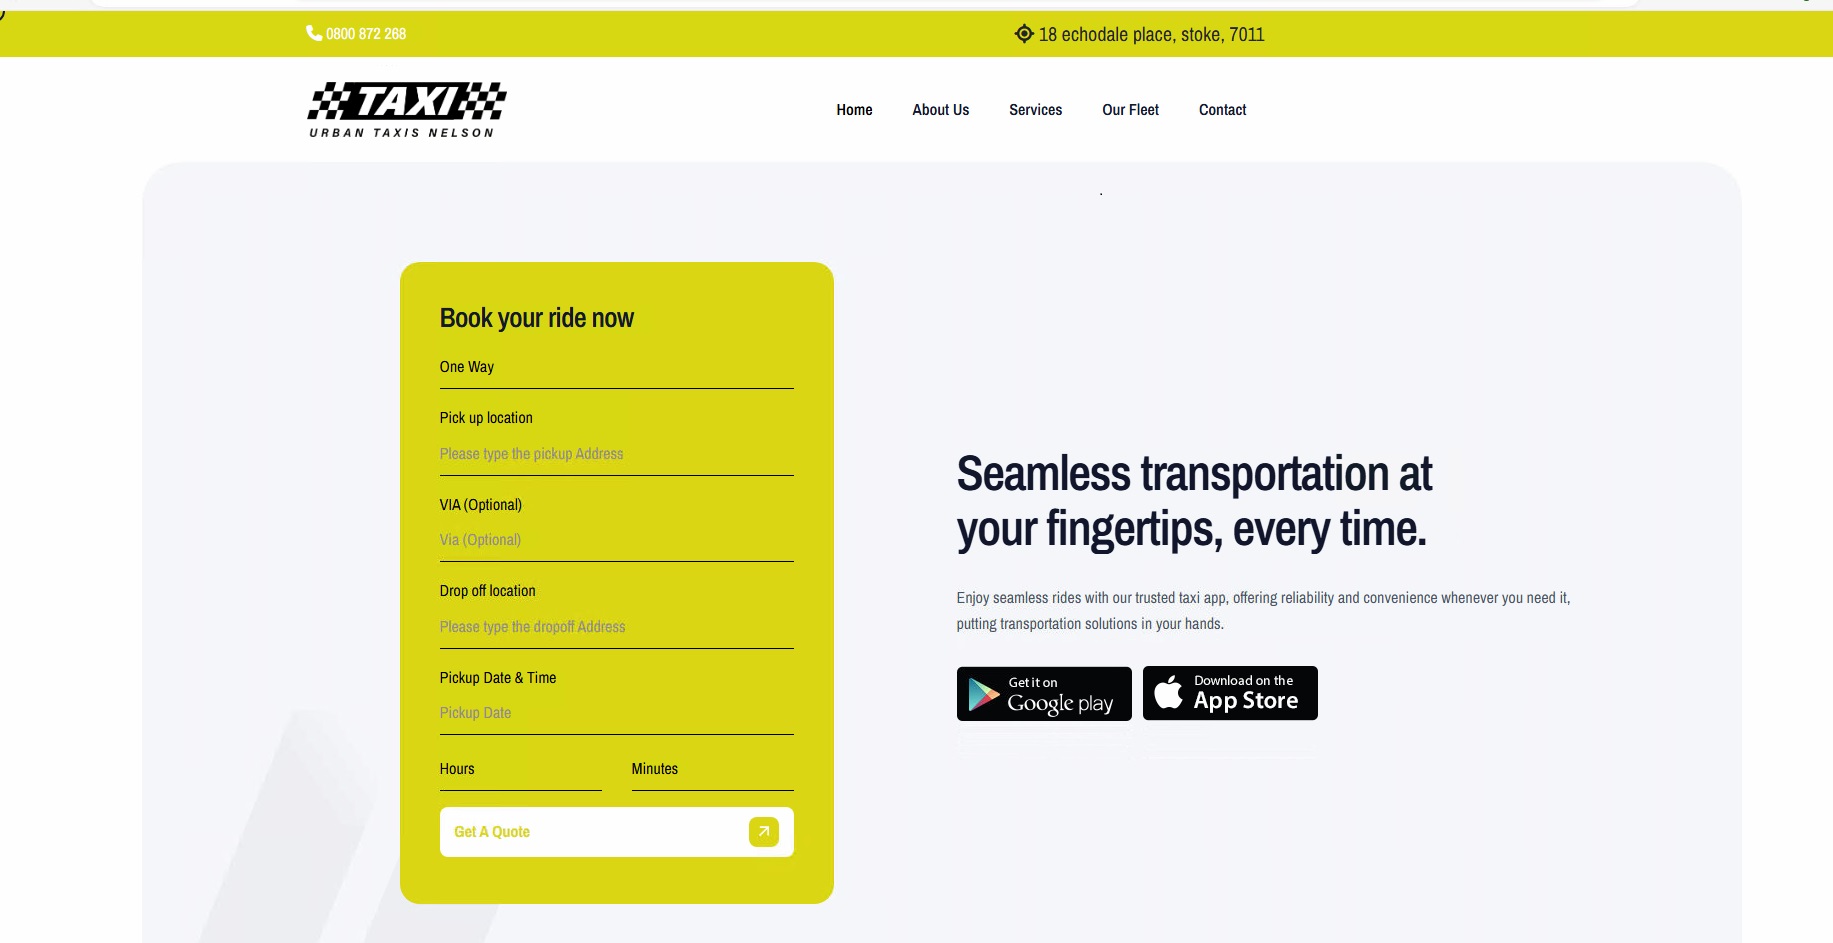 0800 872 268
18 echodale place, stoke, 7011
TAXI
URBAN TAXIS NELSON
Home About Us Services Our Fleet Contact
Book your ride now
One Way
Pick up location
Please type the pickup Address
VIA (Optional)
Via (Optional)
Drop off location
Please type the dropoff Address
Pickup Date & Time
Pickup Date
Hours Minutes
Get A Quote
Seamless transportation at
your fingertips, every time.
Enjoy seamless rides with our trusted taxi app, offering reliability and convenience whenever you need it,
putting transportation solutions in your hands.
Get it on
Google play
Download on the
App Store